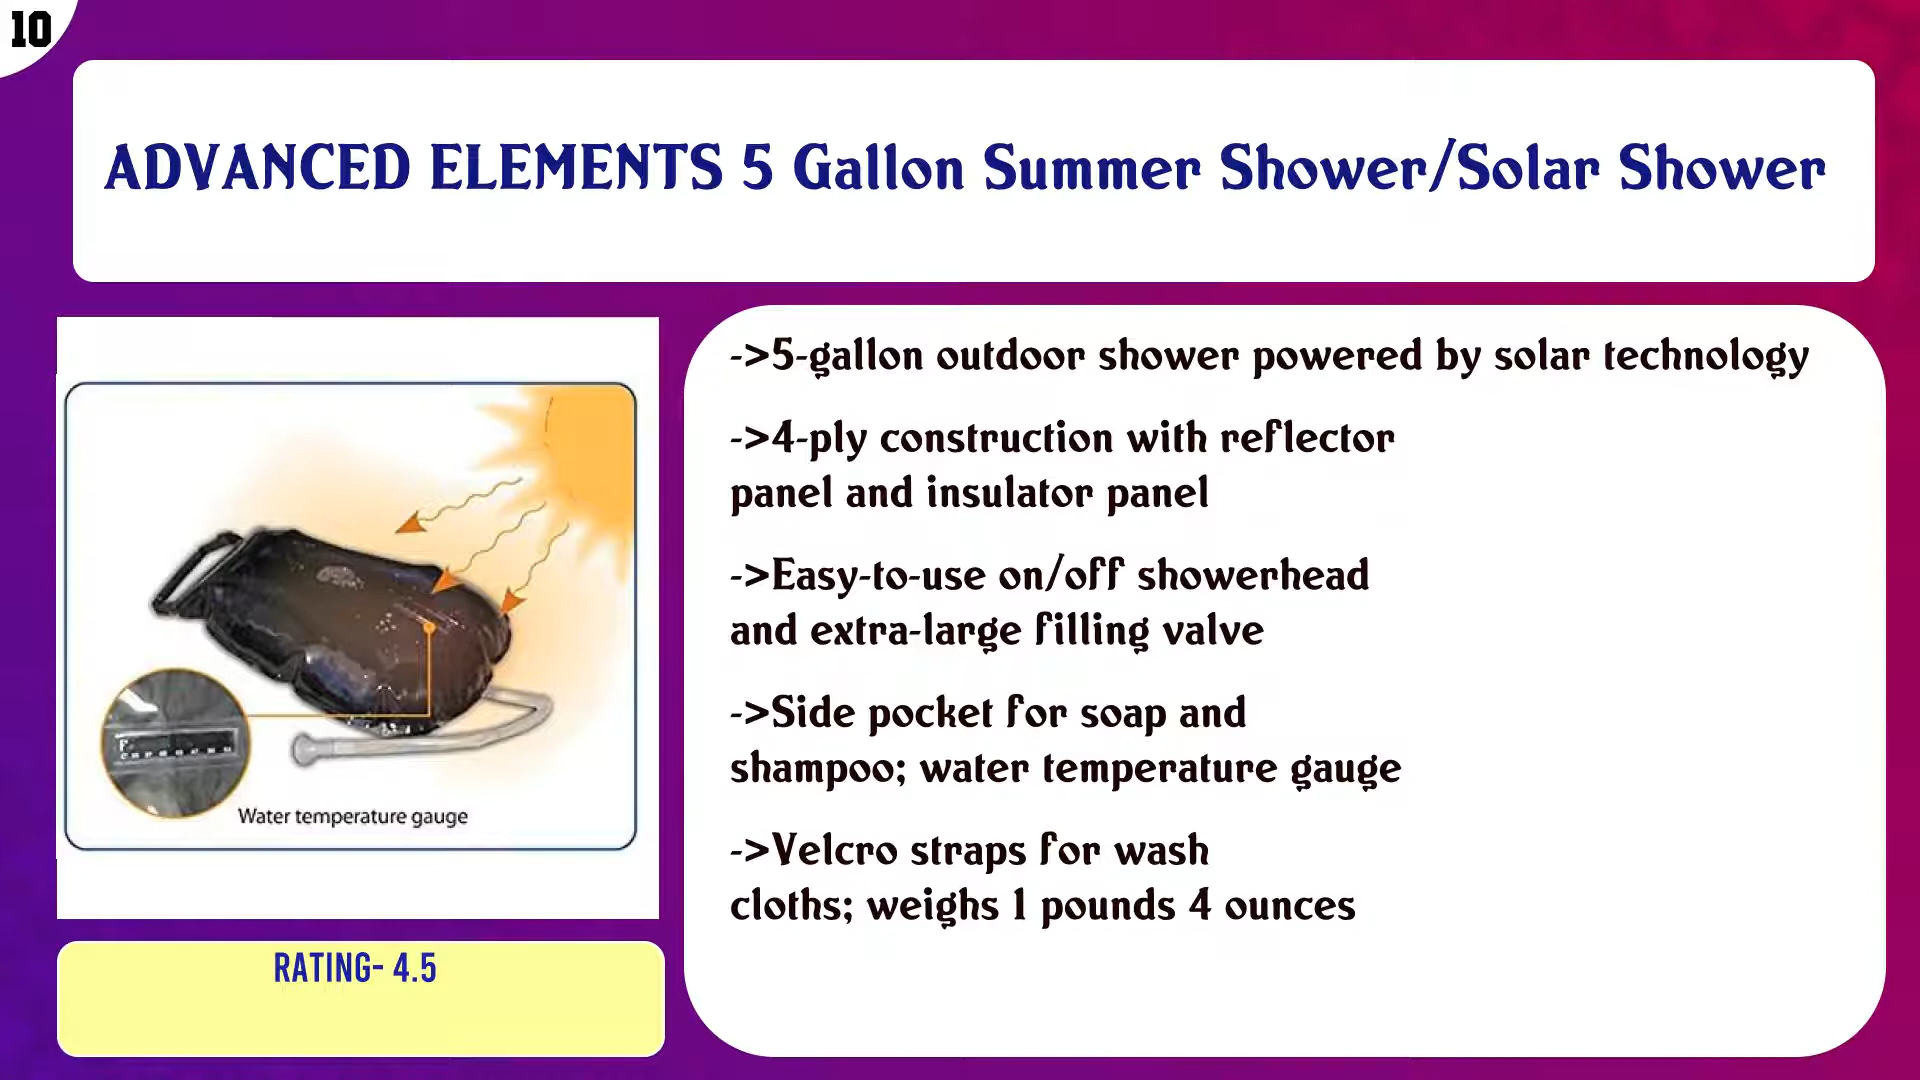 10
ADVANCED ELEMENTS 5 Gallon Summer Shower/Solar Shower
->5-gallon outdoor shower powered by solar technology
->4-ply construction with reflector
panel and insulator panel
->Easy-to-use on/off showerhead
and extra-large filling valve
->Side pocket for soap and
shampoo; water temperature gauge
->Velcro straps for wash
cloths; weighs 1 pounds 4 ounces
Water temperature gauge
RATING- 4.5